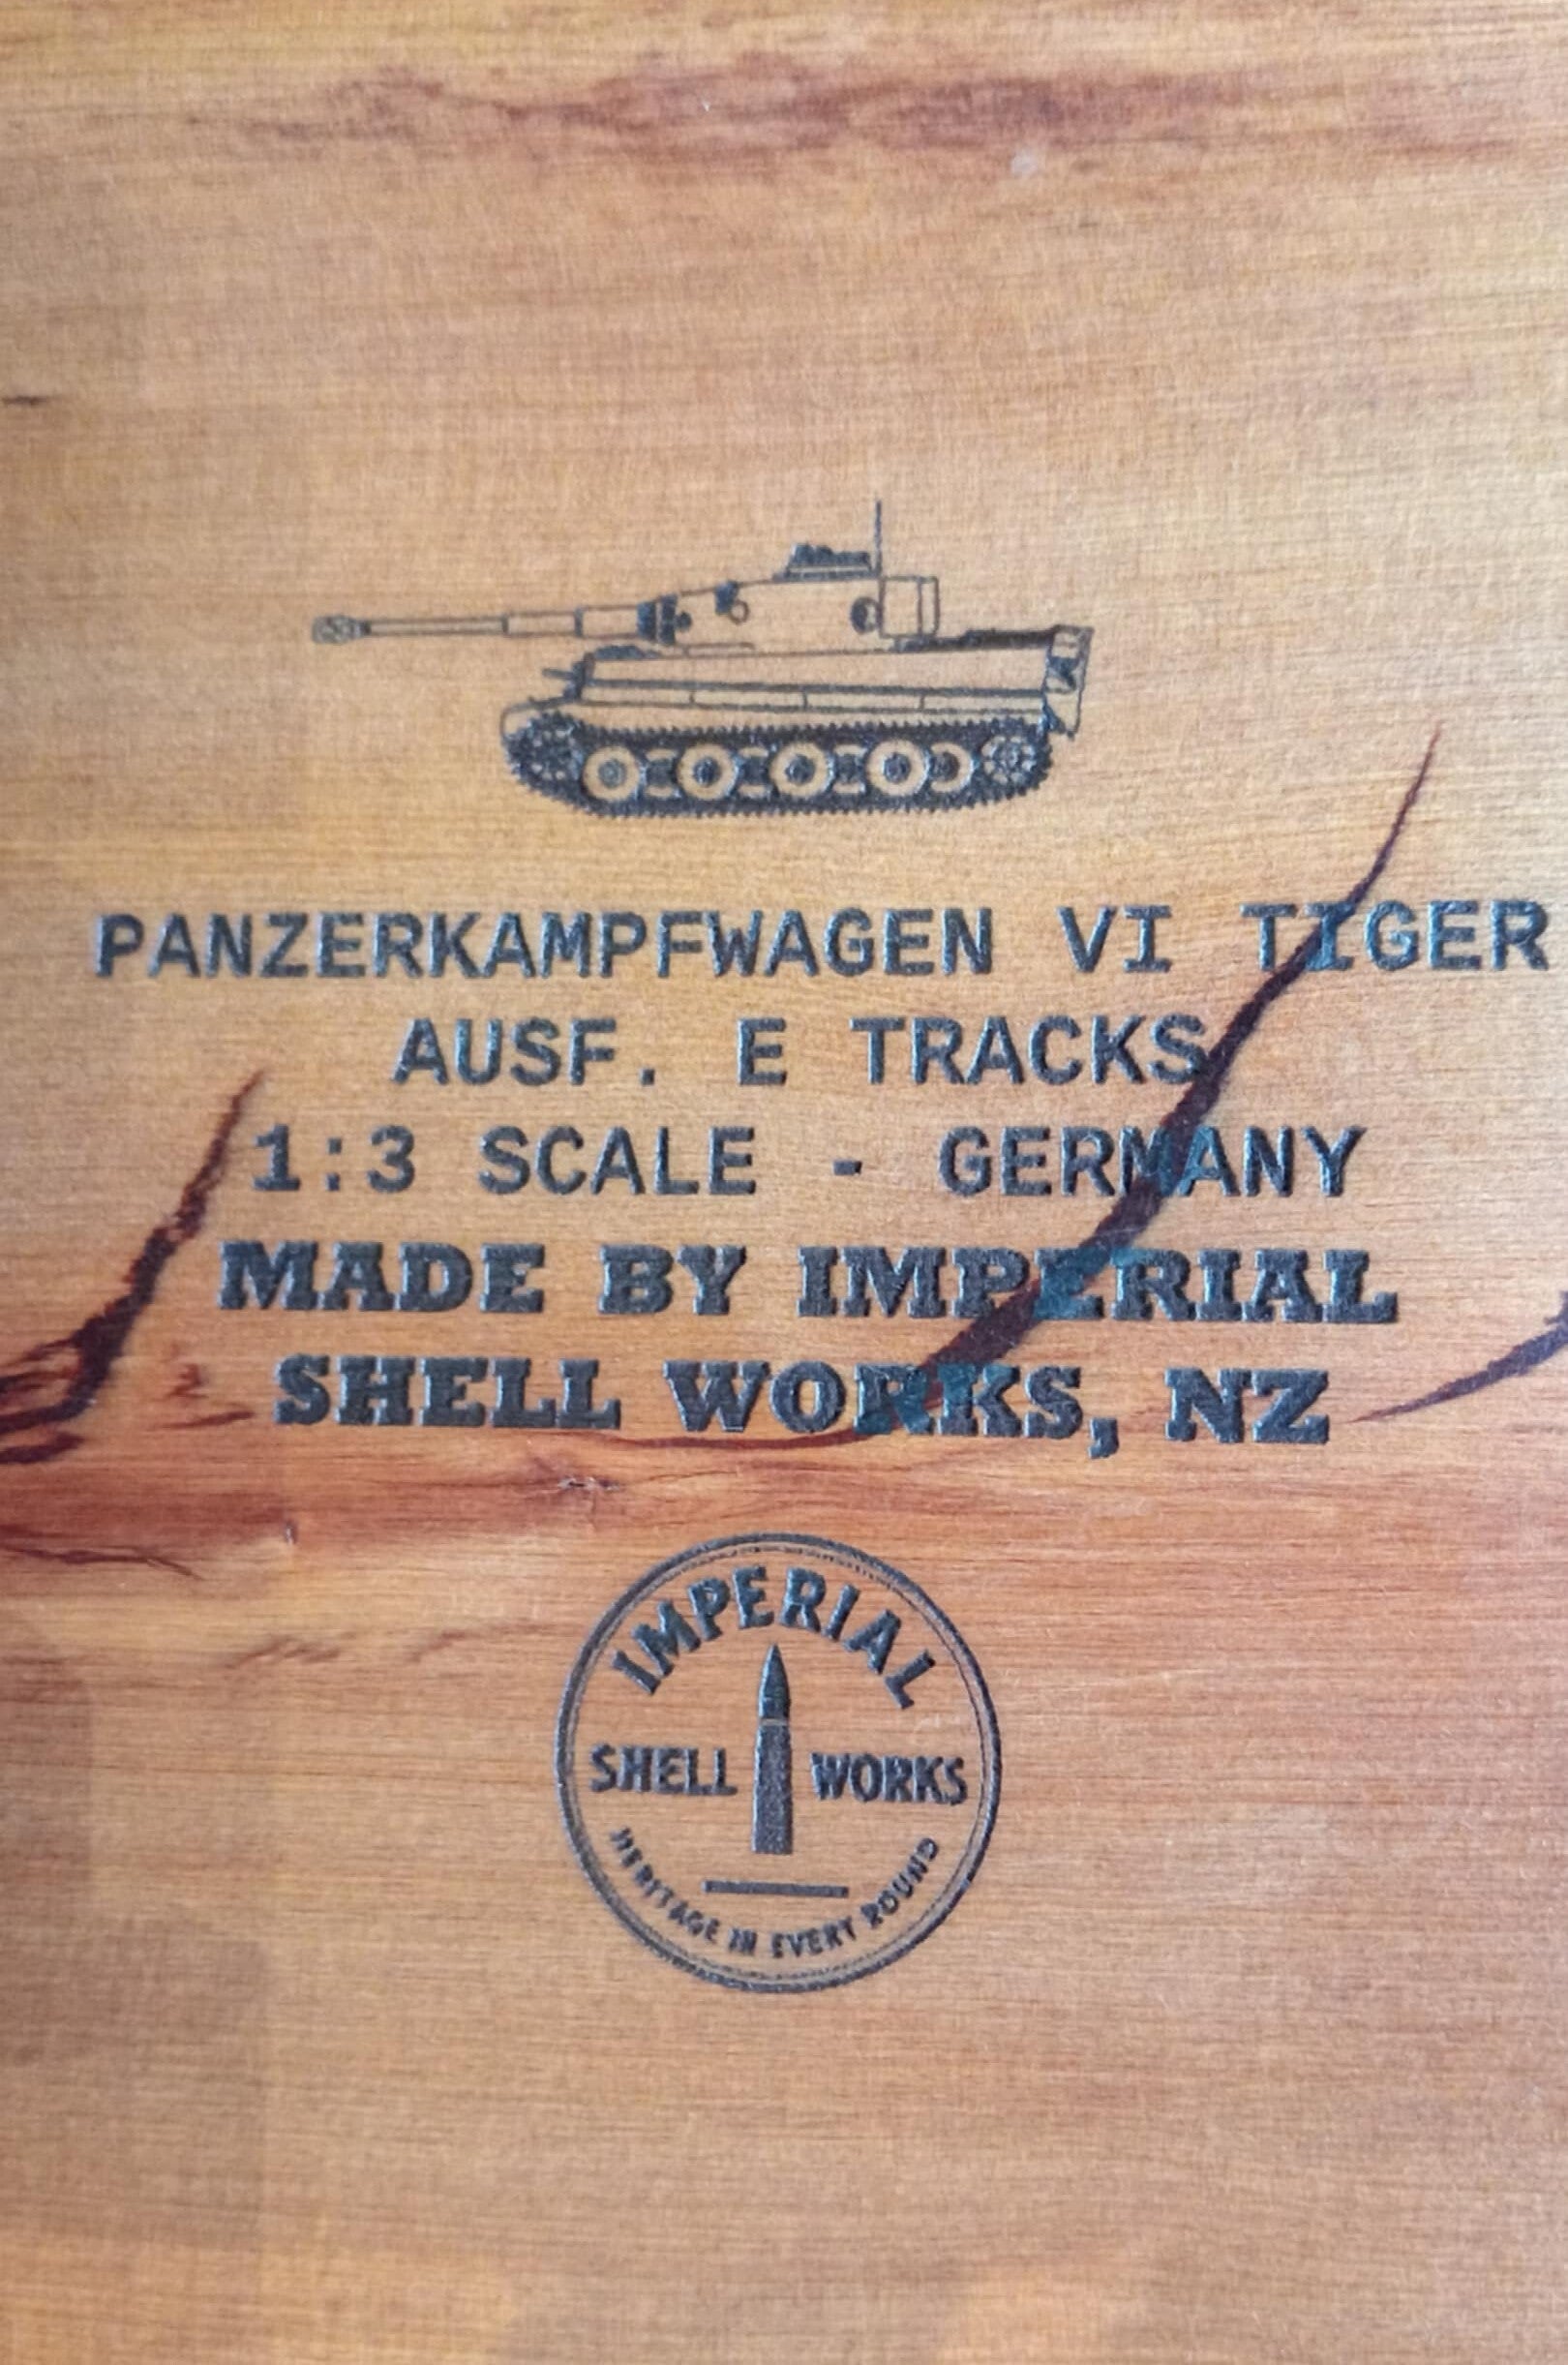 PANZERKAMPFWAGEN VI TIGER
AUSF. E TRACKS
1:3 SCALE - GERMANY
MADE BY IMPERIAL
SHELL WORKS, NZ
IMPERIAL
SHELL WORKS
HERITAGE IN EVERY ROUND